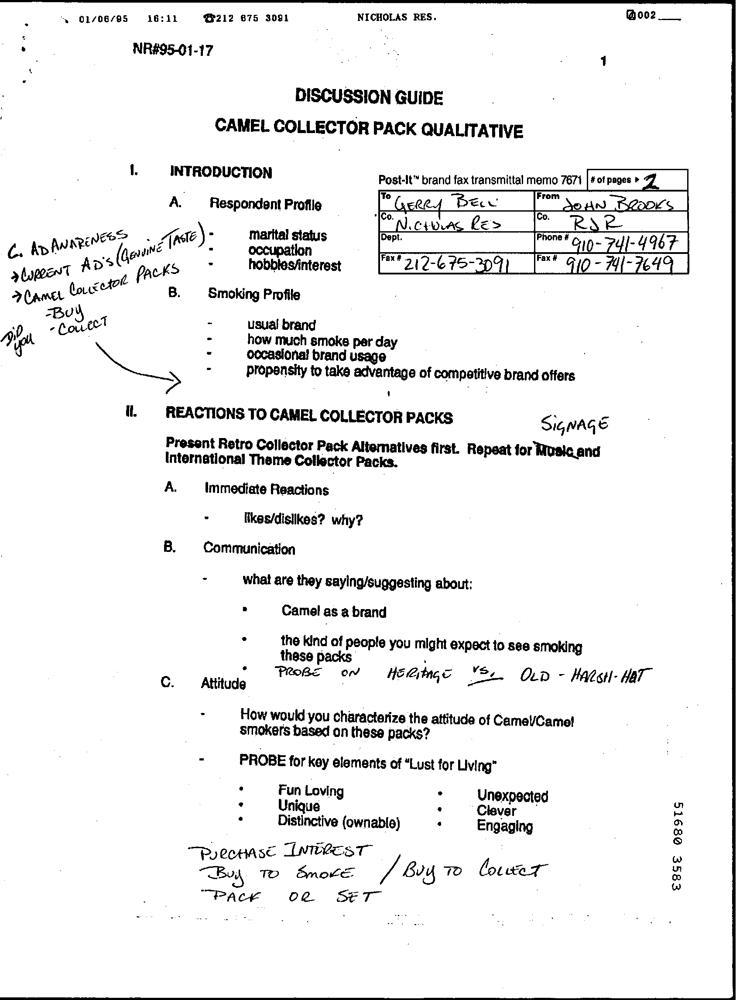 01/06/95 16:11 ☎212 675 3091 NICHOLAS RES. 002
NR#95-01-17
1
DISCUSSION GUIDE
CAMEL COLLECTOR PACK QUALITATIVE
I. INTRODUCTION
Post-It™ brand fax transmittal memo 7671 # of pages ▸ 2
To GERRY BELL From JOHN BROOKS
Co. NICHOLAS RES Co. RJR
Dept. Phone # 910-741-4967
Fax # 212-675-3091 Fax # 910-741-7649
A. Respondent Profile
- marital status
- occupation
- hobbies/interest
C. AD AWARENESS
→ CURRENT AD'S (GENUINE TASTE)
→ CAMEL COLLECTOR PACKS
- BUY
Did you - COLLECT
B. Smoking Profile
- usual brand
- how much smoke per day
- occasional brand usage
- propensity to take advantage of competitive brand offers
II. REACTIONS TO CAMEL COLLECTOR PACKS
SIGNAGE
Present Retro Collector Pack Alternatives first. Repeat for Music and
International Theme Collector Packs.
A. Immediate Reactions
- likes/dislikes? why?
B. Communication
- what are they saying/suggesting about:
• Camel as a brand
• the kind of people you might expect to see smoking
these packs
• PROBE ON HERITAGE VS. OLD - HARSH - HOT
C. Attitude
- How would you characterize the attitude of Camel/Camel
smokers based on these packs?
- PROBE for key elements of "Lust for Living"
• Fun Loving • Unexpected
• Unique • Clever
• Distinctive (ownable) • Engaging
PURCHASE INTEREST
BUY TO SMOKE / BUY TO COLLECT
PACK OR SET
51680 3583